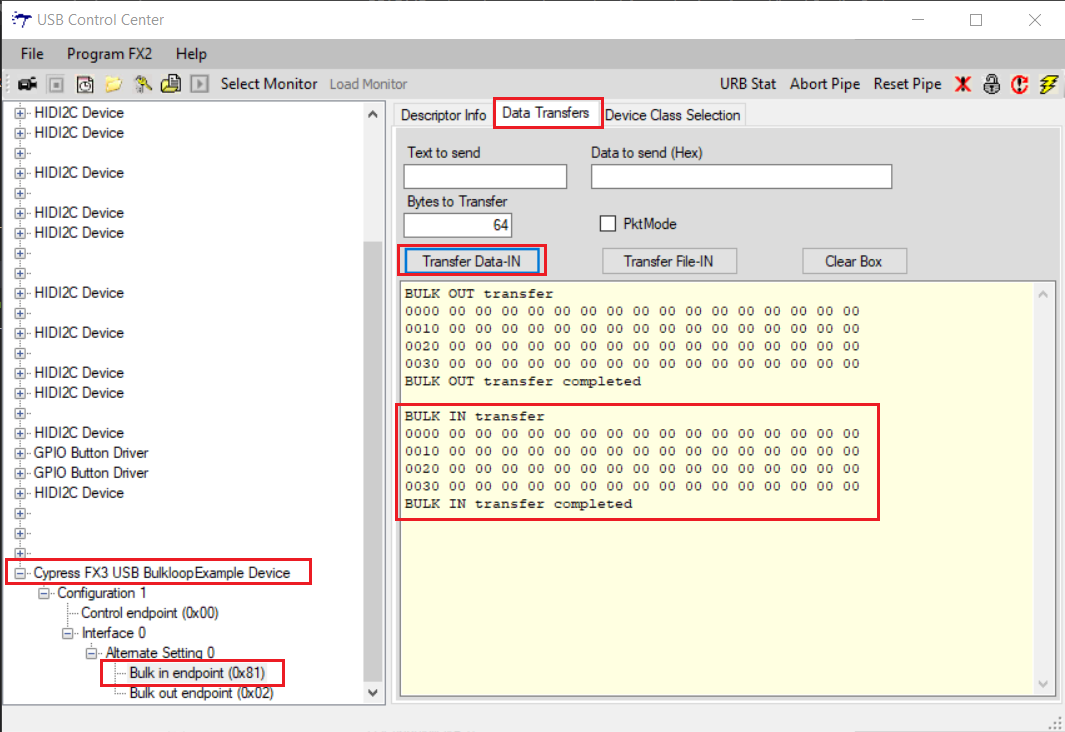 USB Control Center
File Program FX2 Help
Select Monitor Load Monitor URB Stat Abort Pipe Reset Pipe
HIDI2C Device
HIDI2C Device
HIDI2C Device
HIDI2C Device
HIDI2C Device
HIDI2C Device
HIDI2C Device
HIDI2C Device
HIDI2C Device
HIDI2C Device
GPIO Button Driver
GPIO Button Driver
HIDI2C Device
Cypress FX3 USB BulkloopExample Device
Configuration 1
Control endpoint (0x00)
Interface 0
Alternate Setting 0
Bulk in endpoint (0x81)
Bulk out endpoint (0x02)
Descriptor Info Data Transfers Device Class Selection
Text to send Data to send (Hex)
Bytes to Transfer
64 PktMode
Transfer Data-IN Transfer File-IN Clear Box
BULK OUT transfer
0000 00 00 00 00 00 00 00 00 00 00 00 00 00 00 00 00
0010 00 00 00 00 00 00 00 00 00 00 00 00 00 00 00 00
0020 00 00 00 00 00 00 00 00 00 00 00 00 00 00 00 00
0030 00 00 00 00 00 00 00 00 00 00 00 00 00 00 00 00
BULK OUT transfer completed
BULK IN transfer
0000 00 00 00 00 00 00 00 00 00 00 00 00 00 00 00 00
0010 00 00 00 00 00 00 00 00 00 00 00 00 00 00 00 00
0020 00 00 00 00 00 00 00 00 00 00 00 00 00 00 00 00
0030 00 00 00 00 00 00 00 00 00 00 00 00 00 00 00 00
BULK IN transfer completed